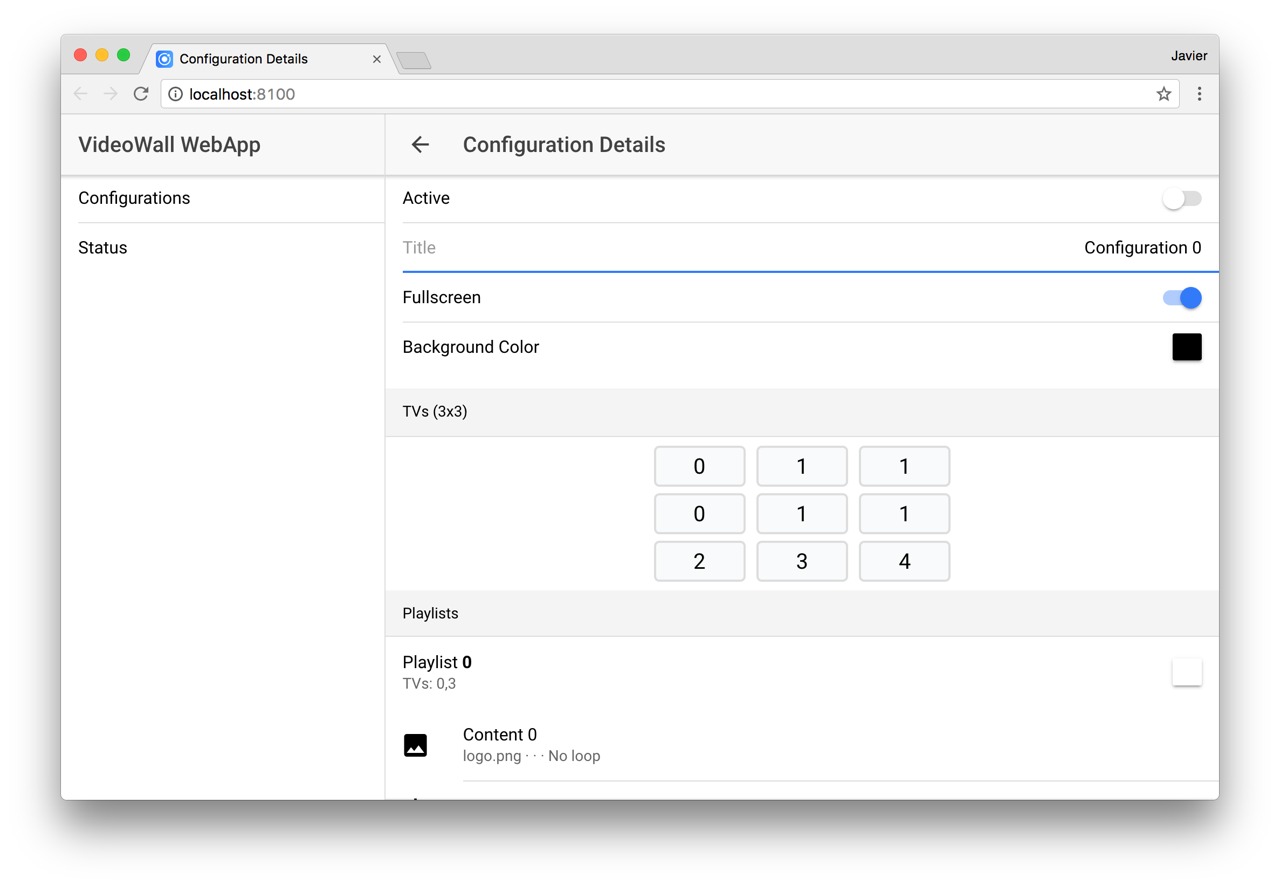 Configuration Details
Javier
localhost:8100
VideoWall WebApp
Configuration Details
Configurations
Status
Active
Title Configuration 0
Fullscreen
Background Color
TVs (3x3)
0 1 1
0 1 1
2 3 4
Playlists
Playlist 0
TVs: 0,3
Content 0
logo.png · · · No loop